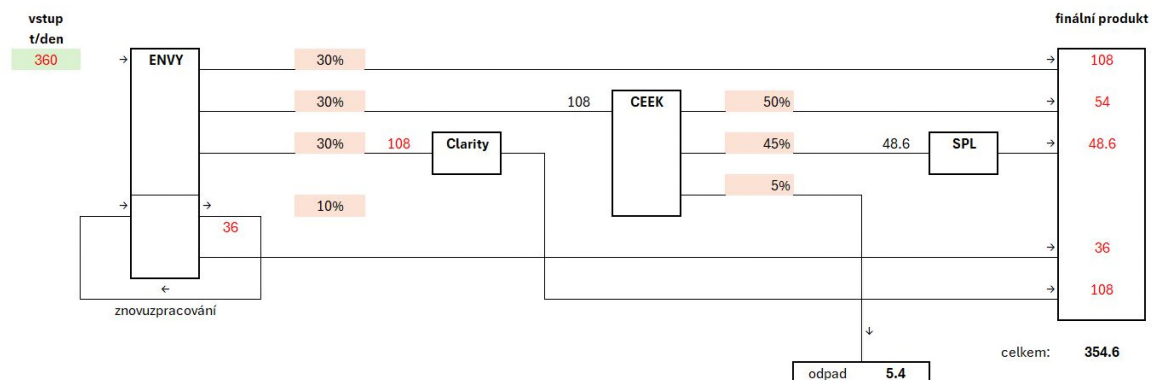 vstup
t/den
finální produkt
360 → ENVY 30% → 108
30% 108 CEEK 50% → 54
30% 108 Clarity 45% 48.6 SPL → 48.6
5%
→ → 10%
36
→ 36
← → 108
znovuzpracování
↓
celkem: 354.6
odpad 5.4